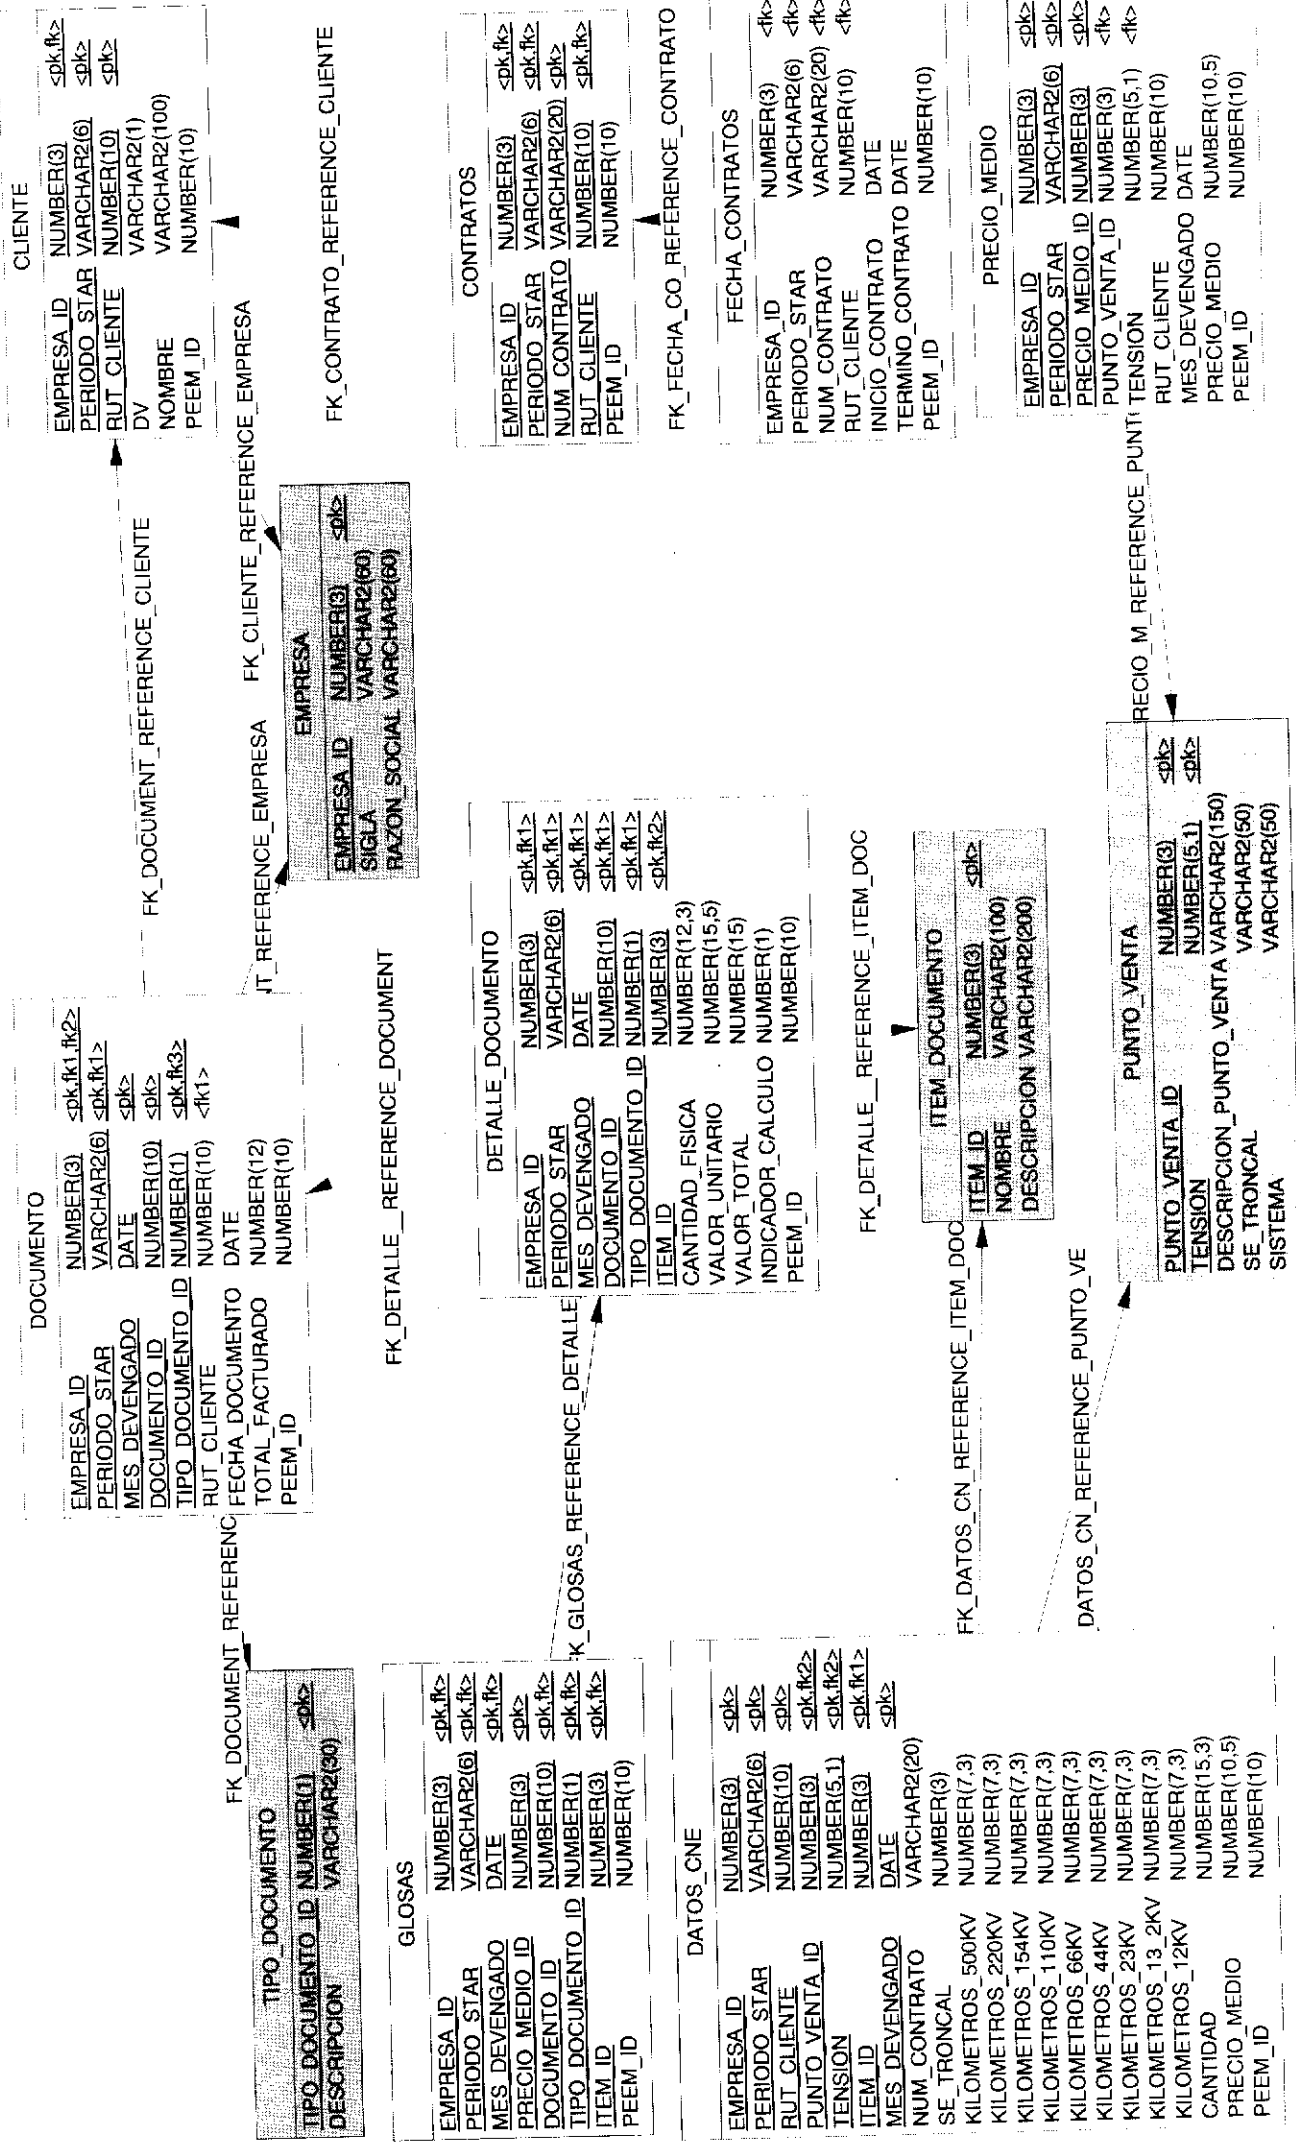 TIPO_DOCUMENTO
TIPO_DOCUMENTO_ID NUMBER(1) <pk>
DESCRIPCION VARCHAR2(30)
FK_DOCUMENT_REFERENC
DOCUMENTO
EMPRESA_ID NUMBER(3) <pk,fk1,fk2>
PERIODO_STAR VARCHAR2(6) <pk,fk1>
MES_DEVENGADO DATE <pk>
DOCUMENTO_ID NUMBER(10) <pk>
TIPO_DOCUMENTO_ID NUMBER(1) <pk,fk3>
RUT_CLIENTE NUMBER(10) <fk1>
FECHA_DOCUMENTO DATE
TOTAL_FACTURADO NUMBER(12)
PEEM_ID NUMBER(10)
FK_DOCUMENT_REFERENCE_CLIENTE
IT_REFERENCE_EMPRESA
CLIENTE
EMPRESA_ID NUMBER(3) <pk,fk>
PERIODO_STAR VARCHAR2(6) <pk>
RUT_CLIENTE NUMBER(10) <pk>
DV VARCHAR2(1)
NOMBRE VARCHAR2(100)
PEEM_ID NUMBER(10)
FK_CLIENTE_REFERENCE_EMPRESA
EMPRESA
EMPRESA_ID NUMBER(3) <pk>
SIGLA VARCHAR2(60)
RAZON_SOCIAL VARCHAR2(60)
FK_CONTRATO_REFERENCE_CLIENTE
FK_DETALLE__REFERENCE_DOCUMENT
GLOSAS
EMPRESA_ID NUMBER(3) <pk,fk>
PERIODO_STAR VARCHAR2(6) <pk,fk>
MES_DEVENGADO DATE <pk,fk>
PRECIO_MEDIO_ID NUMBER(3) <pk>
DOCUMENTO_ID NUMBER(10) <pk,fk>
TIPO_DOCUMENTO_ID NUMBER(1) <pk,fk>
ITEM_ID NUMBER(3) <pk,fk>
PEEM_ID NUMBER(10)
K_GLOSAS_REFERENCE_DETALLE
DETALLE_DOCUMENTO
EMPRESA_ID NUMBER(3) <pk,fk1>
PERIODO_STAR VARCHAR2(6) <pk,fk1>
MES_DEVENGADO DATE <pk,fk1>
DOCUMENTO_ID NUMBER(10) <pk,fk1>
TIPO_DOCUMENTO_ID NUMBER(1) <pk,fk1>
ITEM_ID NUMBER(3) <pk,fk2>
CANTIDAD_FISICA NUMBER(12,3)
VALOR_UNITARIO NUMBER(15,5)
VALOR_TOTAL NUMBER(15)
INDICADOR_CALCULO NUMBER(1)
PEEM_ID NUMBER(10)
CONTRATOS
EMPRESA_ID NUMBER(3) <pk,fk>
PERIODO_STAR VARCHAR2(6) <pk,fk>
NUM_CONTRATO VARCHAR2(20) <pk>
RUT_CLIENTE NUMBER(10) <pk,fk>
PEEM_ID NUMBER(10)
FK_FECHA_CO_REFERENCE_CONTRATO
FECHA_CONTRATOS
EMPRESA_ID NUMBER(3) <fk>
PERIODO_STAR VARCHAR2(6) <fk>
NUM_CONTRATO VARCHAR2(20) <fk>
RUT_CLIENTE NUMBER(10) <fk>
INICIO_CONTRATO DATE
TERMINO_CONTRATO DATE
PEEM_ID NUMBER(10)
FK_DETALLE__REFERENCE_ITEM_DOC
ITEM_DOCUMENTO
ITEM_ID NUMBER(3) <pk>
NOMBRE VARCHAR2(100)
DESCRIPCION VARCHAR2(200)
DATOS_CNE
EMPRESA_ID NUMBER(3) <pk>
PERIODO_STAR VARCHAR2(6) <pk>
RUT_CLIENTE NUMBER(10) <pk>
PUNTO_VENTA_ID NUMBER(3) <pk,fk2>
TENSION NUMBER(5,1) <pk,fk2>
ITEM_ID NUMBER(3) <pk,fk1>
MES_DEVENGADO DATE <pk>
NUM_CONTRATO VARCHAR2(20)
SE_TRONCAL NUMBER(3)
KILOMETROS_500KV NUMBER(7,3)
KILOMETROS_220KV NUMBER(7,3)
KILOMETROS_154KV NUMBER(7,3)
KILOMETROS_110KV NUMBER(7,3)
KILOMETROS_66KV NUMBER(7,3)
KILOMETROS_44KV NUMBER(7,3)
KILOMETROS_23KV NUMBER(7,3)
KILOMETROS_13_2KV NUMBER(7,3)
KILOMETROS_12KV NUMBER(7,3)
CANTIDAD NUMBER(15,3)
PRECIO_MEDIO NUMBER(10,5)
PEEM_ID NUMBER(10)
FK_DATOS_CN_REFERENCE_ITEM_DOC
DATOS_CN_REFERENCE_PUNTO_VE
PUNTO_VENTA
PUNTO_VENTA_ID NUMBER(3) <pk>
TENSION NUMBER(5,1) <pk>
DESCRIPCION_PUNTO_VENTA VARCHAR2(150)
SE_TRONCAL VARCHAR2(50)
SISTEMA VARCHAR2(50)
RECIO_M_REFERENCE_PUNT
PRECIO_MEDIO
EMPRESA_ID NUMBER(3) <pk>
PERIODO_STAR VARCHAR2(6) <pk>
PRECIO_MEDIO_ID NUMBER(3) <pk>
PUNTO_VENTA_ID NUMBER(3) <fk>
TENSION NUMBER(5,1) <fk>
RUT_CLIENTE NUMBER(10)
MES_DEVENGADO DATE
PRECIO_MEDIO NUMBER(10,5)
PEEM_ID NUMBER(10)